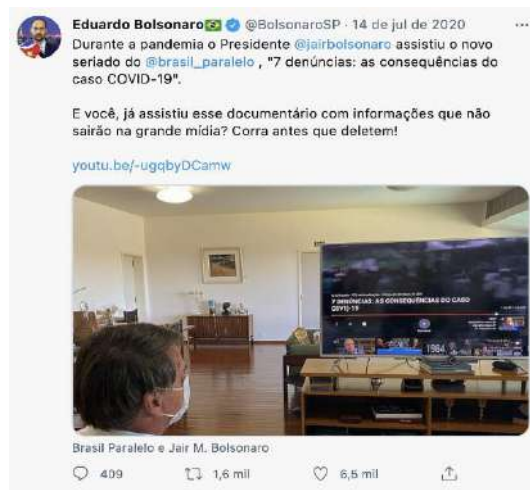 Eduardo Bolsonaro @BolsonaroSP · 14 de jul de 2020
Durante a pandemia o Presidente @jairbolsonaro assistiu o novo
seriado do @brasil_paralelo , "7 denúncias: as consequências do
caso COVID-19".
E você, já assistiu esse documentário com informações que não
sairão na grande mídia? Corra antes que deletem!
youtu.be/-ugqbyDCamw
7 DENÚNCIAS: AS CONSEQUÊNCIAS DO CASO
COVID-19
1984
Brasil Paralelo e Jair M. Bolsonaro
409 1,6 mil 6,5 mil